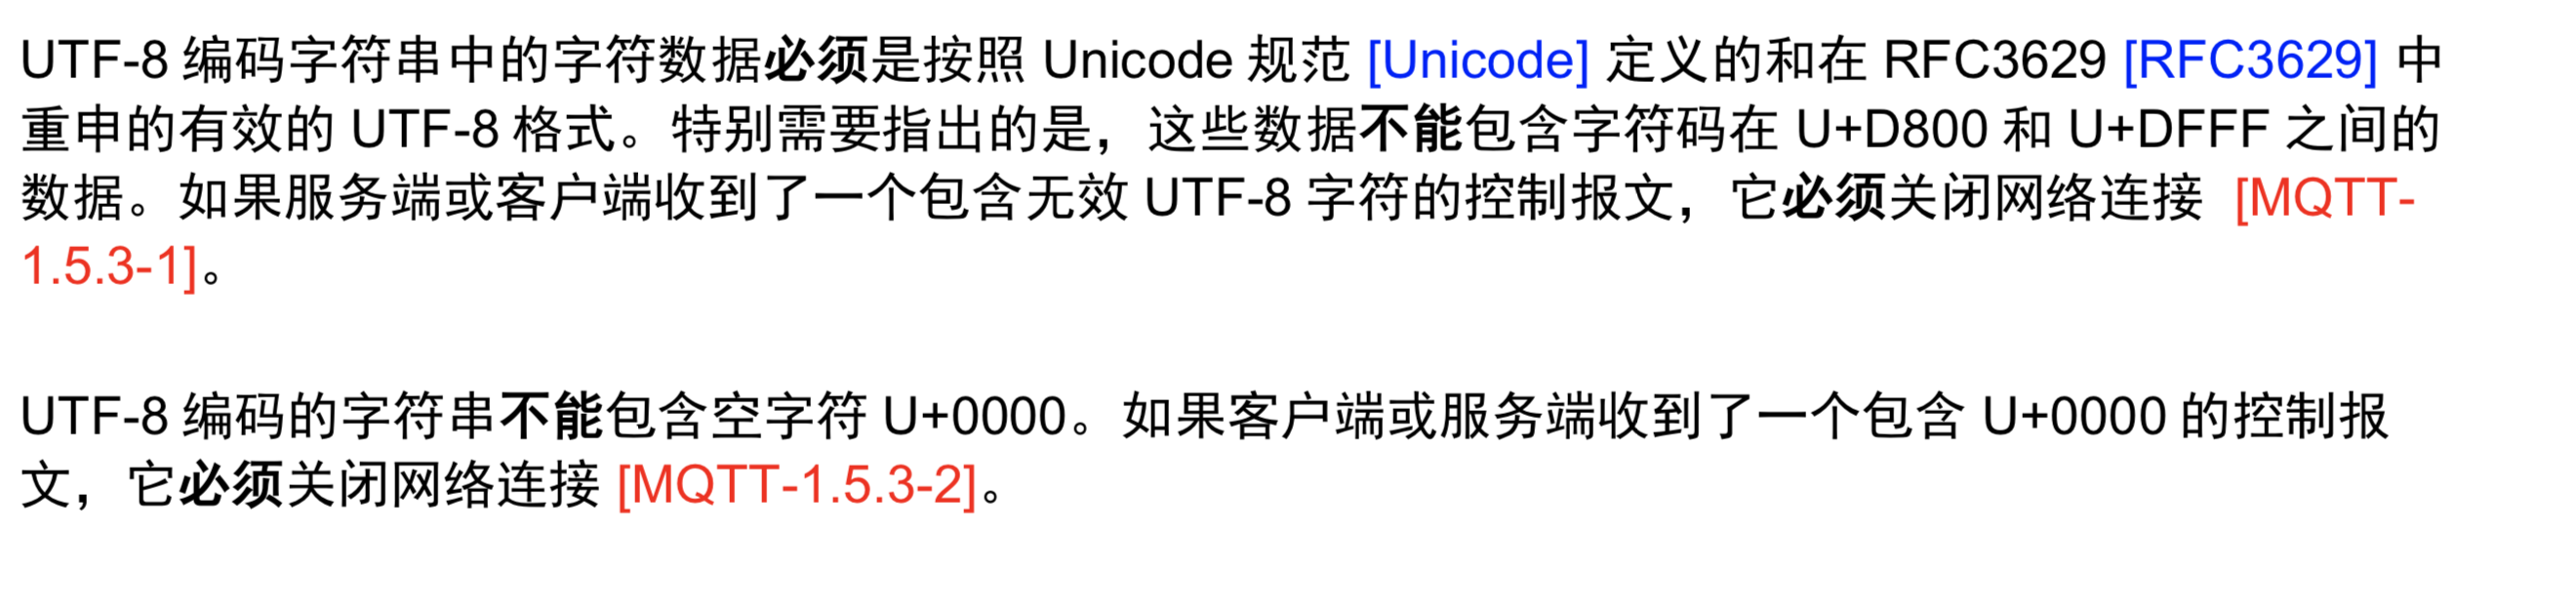 UTF-8 编码字符串中的字符数据必须是按照 Unicode 规范 [Unicode] 定义的和在 RFC3629 [RFC3629] 中
重申的有效的 UTF-8 格式。特别需要指出的是，这些数据不能包含字符码在 U+D800 和 U+DFFF 之间的
数据。如果服务端或客户端收到了一个包含无效 UTF-8 字符的控制报文，它必须关闭网络连接 [MQTT-
1.5.3-1]。
UTF-8 编码的字符串不能包含空字符 U+0000。如果客户端或服务端收到了一个包含 U+0000 的控制报
文，它必须关闭网络连接 [MQTT-1.5.3-2]。